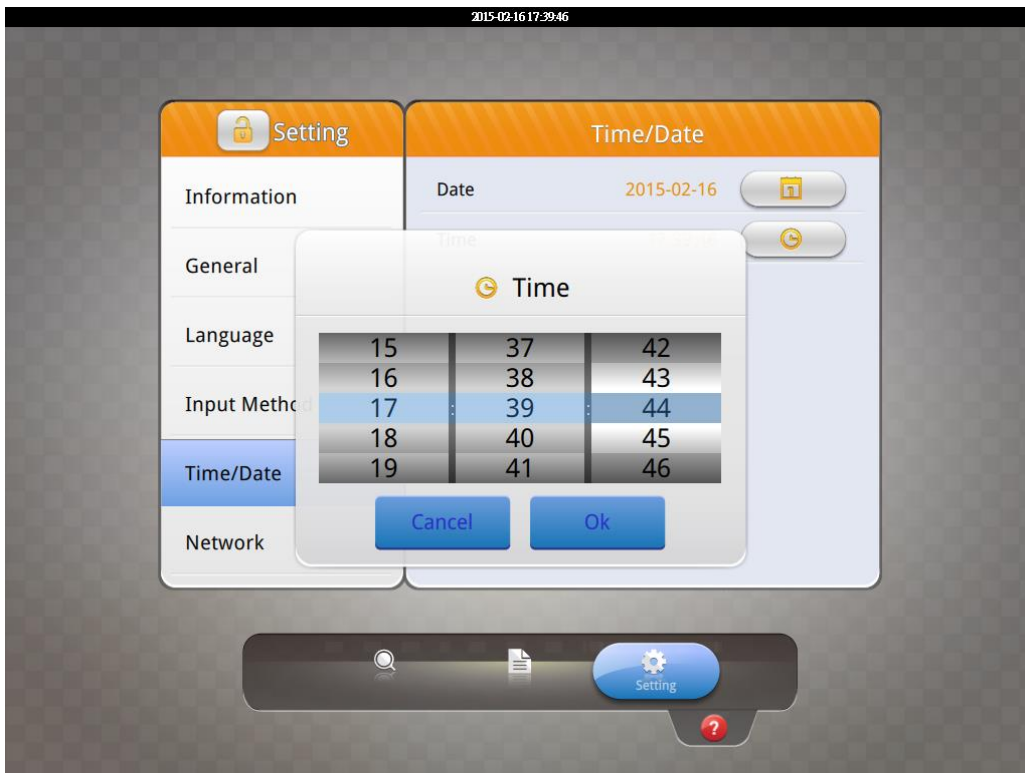 2015-02-16 17:39:46
Setting
Time/Date
Information
General
Language
Input Method
Time/Date
Network
Date 2015-02-16
Time
Time
15 37 42
16 38 43
17 : 39 : 44
18 40 45
19 41 46
Cancel Ok
Setting
?